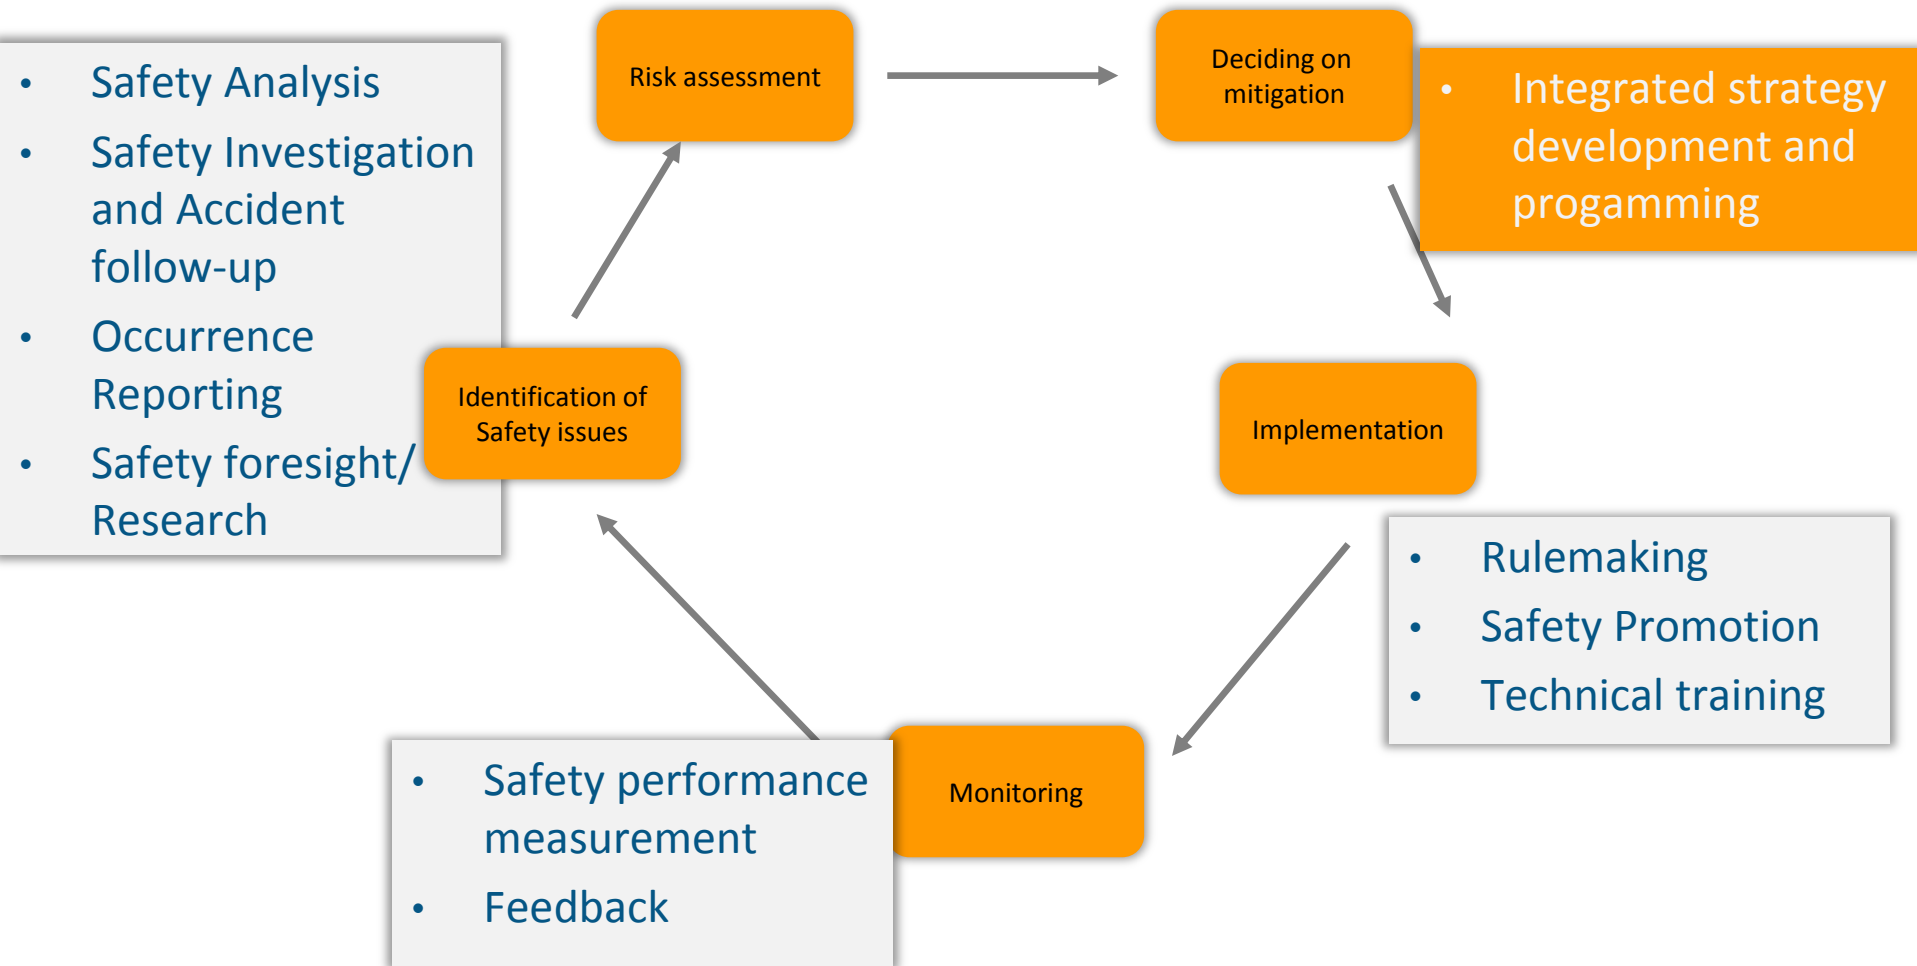 • Safety Analysis
• Safety Investigation
and Accident
follow-up
• Occurrence
Reporting
• Safety foresight/
Research
Identification of
Safety issues
Risk assessment
Deciding on
mitigation
• Integrated strategy
development and
progamming
Implementation
• Rulemaking
• Safety Promotion
• Technical training
Monitoring
• Safety performance
measurement
• Feedback